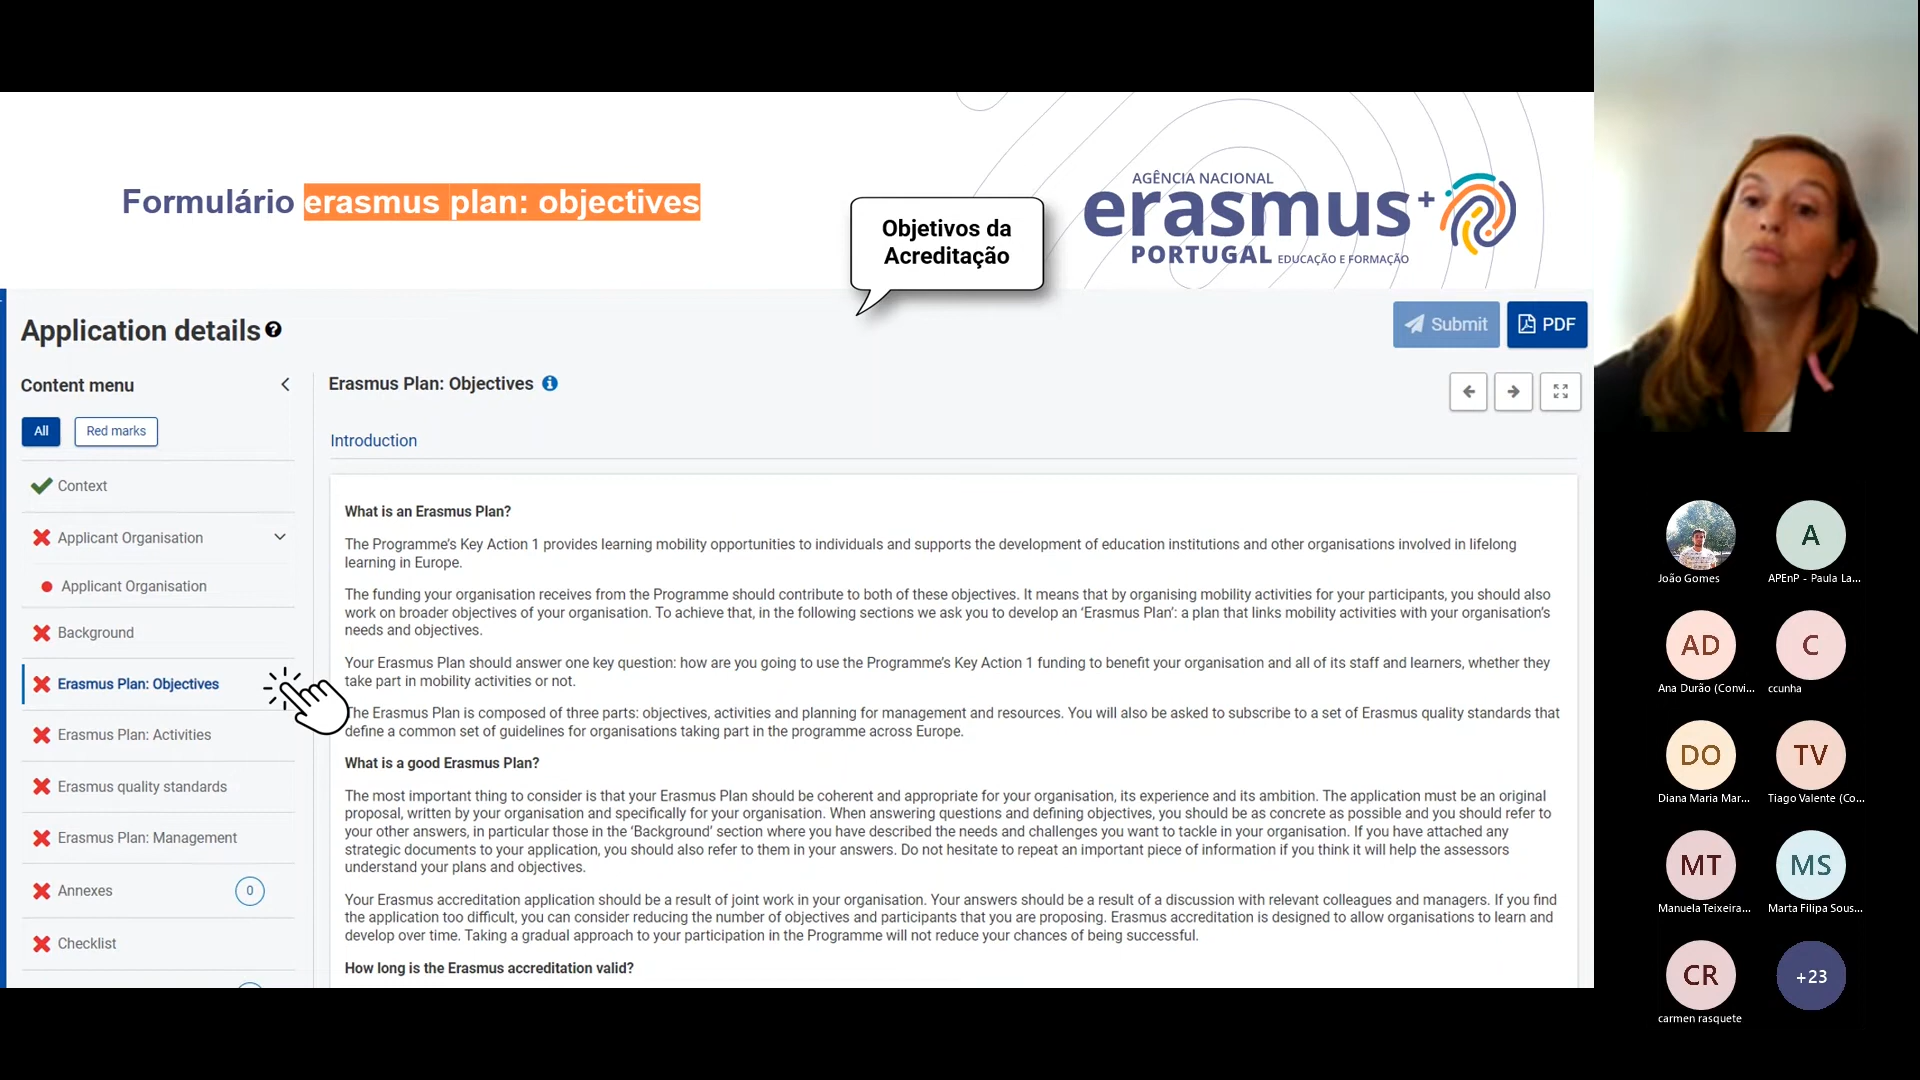 Formulário erasmus plan: objectives
Objetivos da
Acreditação
AGÊNCIA NACIONAL
erasmus+
PORTUGAL EDUCAÇÃO E FORMAÇÃO
Application details
Submit
PDF
Content menu
All
Red marks
Context
Applicant Organisation
Applicant Organisation
Background
Erasmus Plan: Objectives
Erasmus Plan: Activities
Erasmus quality standards
Erasmus Plan: Management
Annexes
0
Checklist
Erasmus Plan: Objectives
Introduction
What is an Erasmus Plan?
The Programme's Key Action 1 provides learning mobility opportunities to individuals and supports the development of education institutions and other organisations involved in lifelong
learning in Europe.
The funding your organisation receives from the Programme should contribute to both of these objectives. It means that by organising mobility activities for your participants, you should also
work on broader objectives of your organisation. To achieve that, in the following sections we ask you to develop an 'Erasmus Plan': a plan that links mobility activities with your organisation's
needs and objectives.
Your Erasmus Plan should answer one key question: how are you going to use the Programme's Key Action 1 funding to benefit your organisation and all of its staff and learners, whether they
take part in mobility activities or not.
The Erasmus Plan is composed of three parts: objectives, activities and planning for management and resources. You will also be asked to subscribe to a set of Erasmus quality standards that
define a common set of guidelines for organisations taking part in the programme across Europe.
What is a good Erasmus Plan?
The most important thing to consider is that your Erasmus Plan should be coherent and appropriate for your organisation, its experience and its ambition. The application must be an original
proposal, written by your organisation and specifically for your organisation. When answering questions and defining objectives, you should be as concrete as possible and you should refer to
your other answers, in particular those in the 'Background' section where you have described the needs and challenges you want to tackle in your organisation. If you have attached any
strategic documents to your application, you should also refer to them in your answers. Do not hesitate to repeat an important piece of information if you think it will help the assessors
understand your plans and objectives.
Your Erasmus accreditation application should be a result of joint work in your organisation. Your answers should be a result of a discussion with relevant colleagues and managers. If you find
the application too difficult, you can consider reducing the number of objectives and participants that you are proposing. Erasmus accreditation is designed to allow organisations to learn and
develop over time. Taking a gradual approach to your participation in the Programme will not reduce your chances of being successful.
How long is the Erasmus accreditation valid?
João Gomes
A
APEnP - Paula La...
AD
Ana Durão (Convi...
C
ccunha
DO
Diana Maria Mar...
TV
Tiago Valente (Co...
MT
Manuela Teixeira...
MS
Marta Filipa Sous...
CR
carmen rasquete
+23